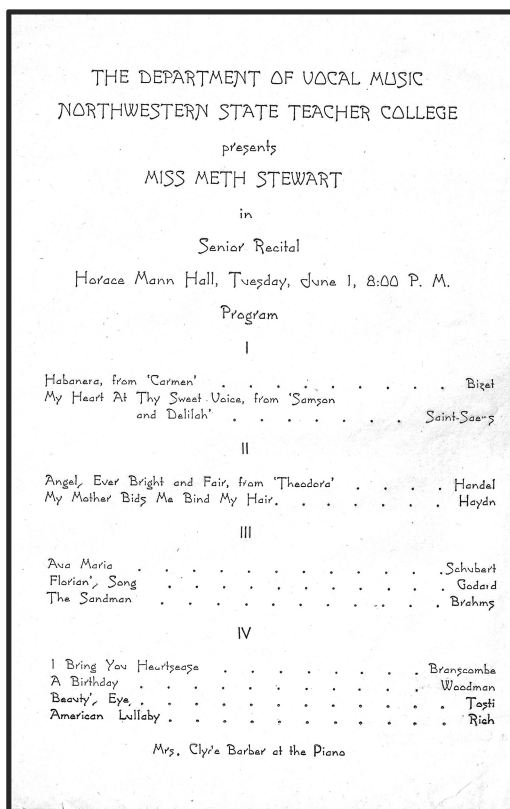 THE DEPARTMENT OF VOCAL MUSIC
NORTHWESTERN STATE TEACHER COLLEGE
presents
MISS METH STEWART
in
Senior Recital
Horace Mann Hall, Tuesday, June 1, 8:00 P. M.
Program
I
Habanera, from 'Carmen' . . . . . . . . . Bizet
My Heart At Thy Sweet Voice, from 'Samson
and Delilah' . . . . . . . Saint-Saens
II
Angel, Ever Bright and Fair, from 'Theodora' . . . . Handel
My Mother Bids Me Bind My Hair. . . . . . . Haydn
III
Ava Maria . . . . . . . . . . . . Schubert
Florian's Song . . . . . . . . . . . Godard
The Sandman . . . . . . . . . . . Brahms
IV
I Bring You Heartsease . . . . . . . . Branscombe
A Birthday . . . . . . . . . . . . Woodman
Beauty's Eyes . . . . . . . . . . . . Tosti
American Lullaby . . . . . . . . . . . Rich
Mrs. Clyde Barber at the Piano